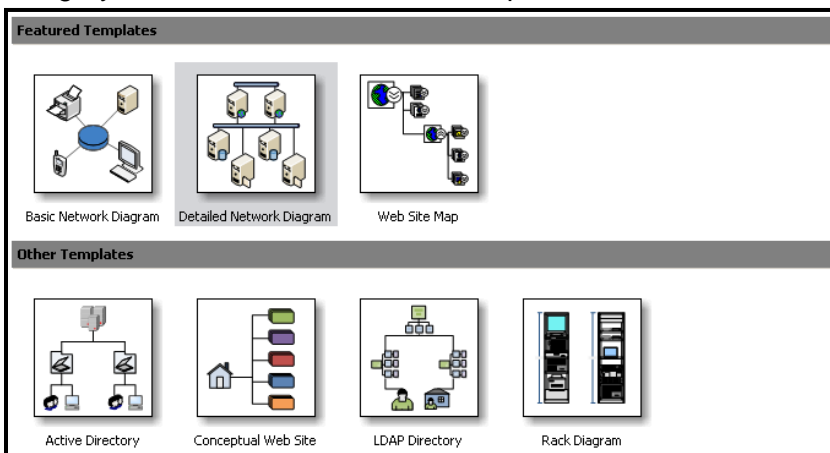 Featured Templates
Basic Network Diagram
Detailed Network Diagram
Web Site Map
Other Templates
Active Directory
Conceptual Web Site
LDAP Directory
Rack Diagram